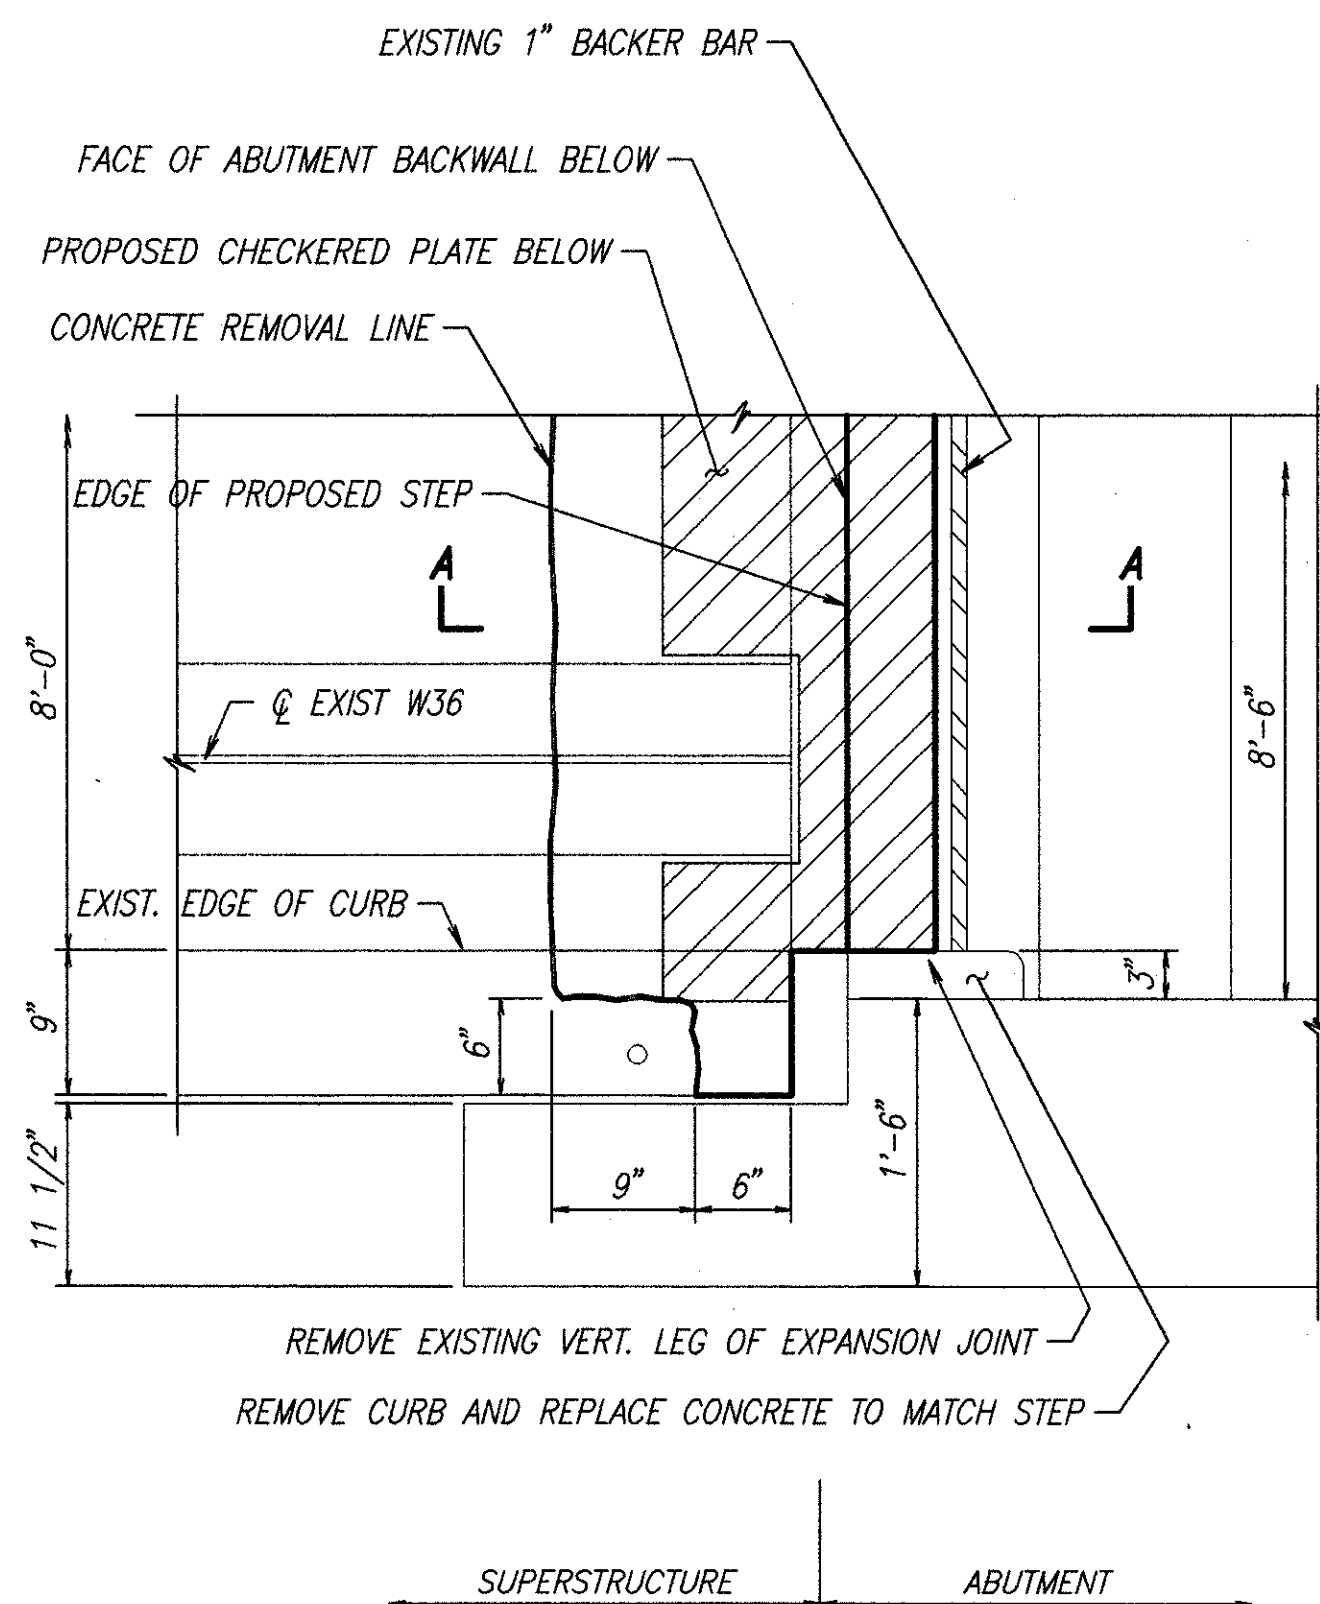 EXISTING 1" BACKER BAR
FACE OF ABUTMENT BACKWALL BELOW
PROPOSED CHECKERED PLATE BELOW
CONCRETE REMOVAL LINE
EDGE OF PROPOSED STEP
A
A
8'-0"
℄ EXIST W36
8'-6"
EXIST. EDGE OF CURB
3"
9"
6"
1'-6"
11 1/2"
9"
6"
REMOVE EXISTING VERT. LEG OF EXPANSION JOINT
REMOVE CURB AND REPLACE CONCRETE TO MATCH STEP
SUPERSTRUCTURE
ABUTMENT